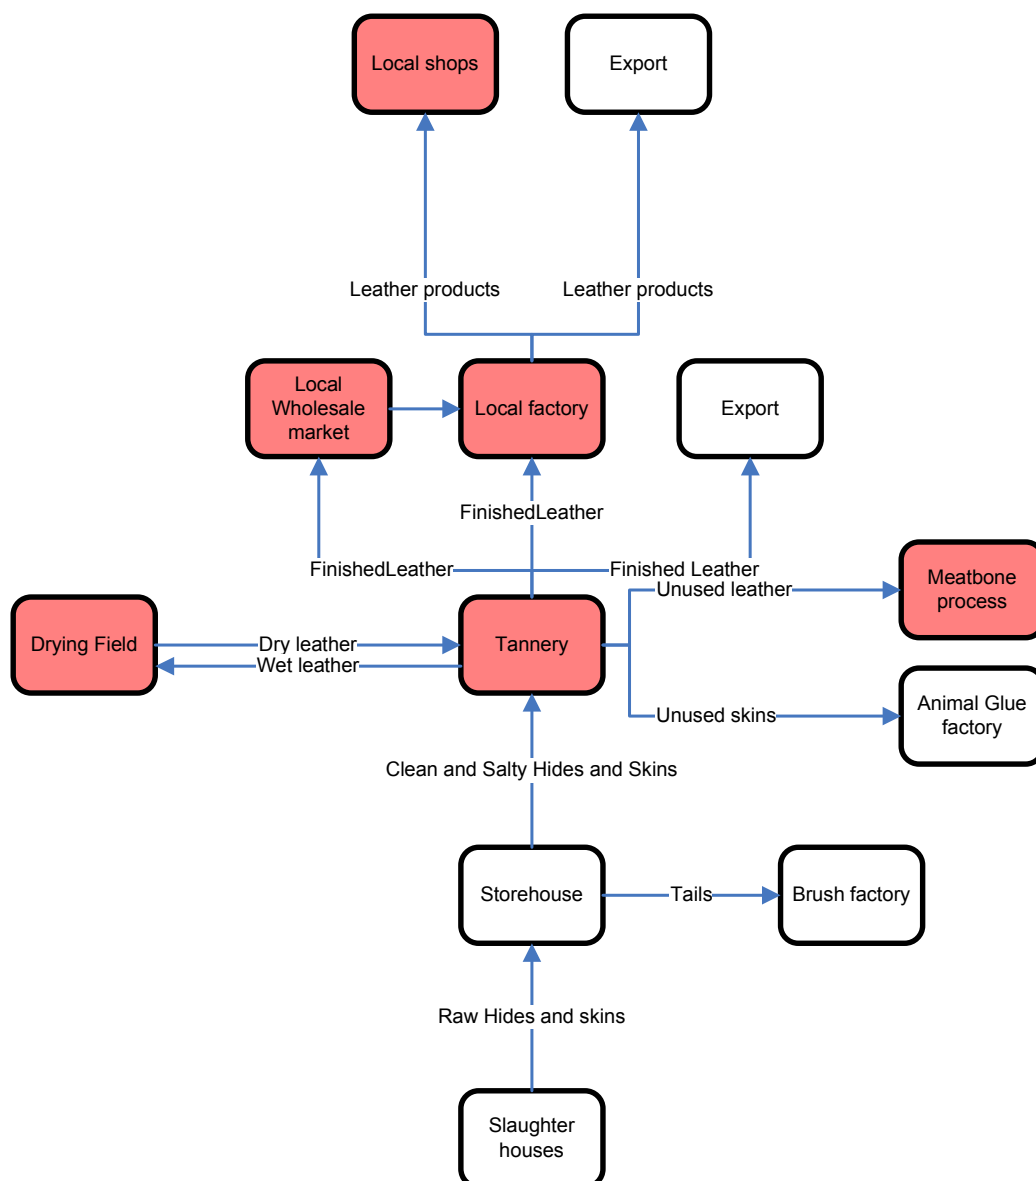 Local shops
Export
Leather products
Leather products
Local
Wholesale
market
Local factory
Export
FinishedLeather
FinishedLeather
Finished Leather
Unused leather
Meatbone
process
Drying Field
Dry leather
Wet leather
Tannery
Unused skins
Animal Glue
factory
Clean and Salty Hides and Skins
Storehouse
Tails
Brush factory
Raw Hides and skins
Slaughter
houses